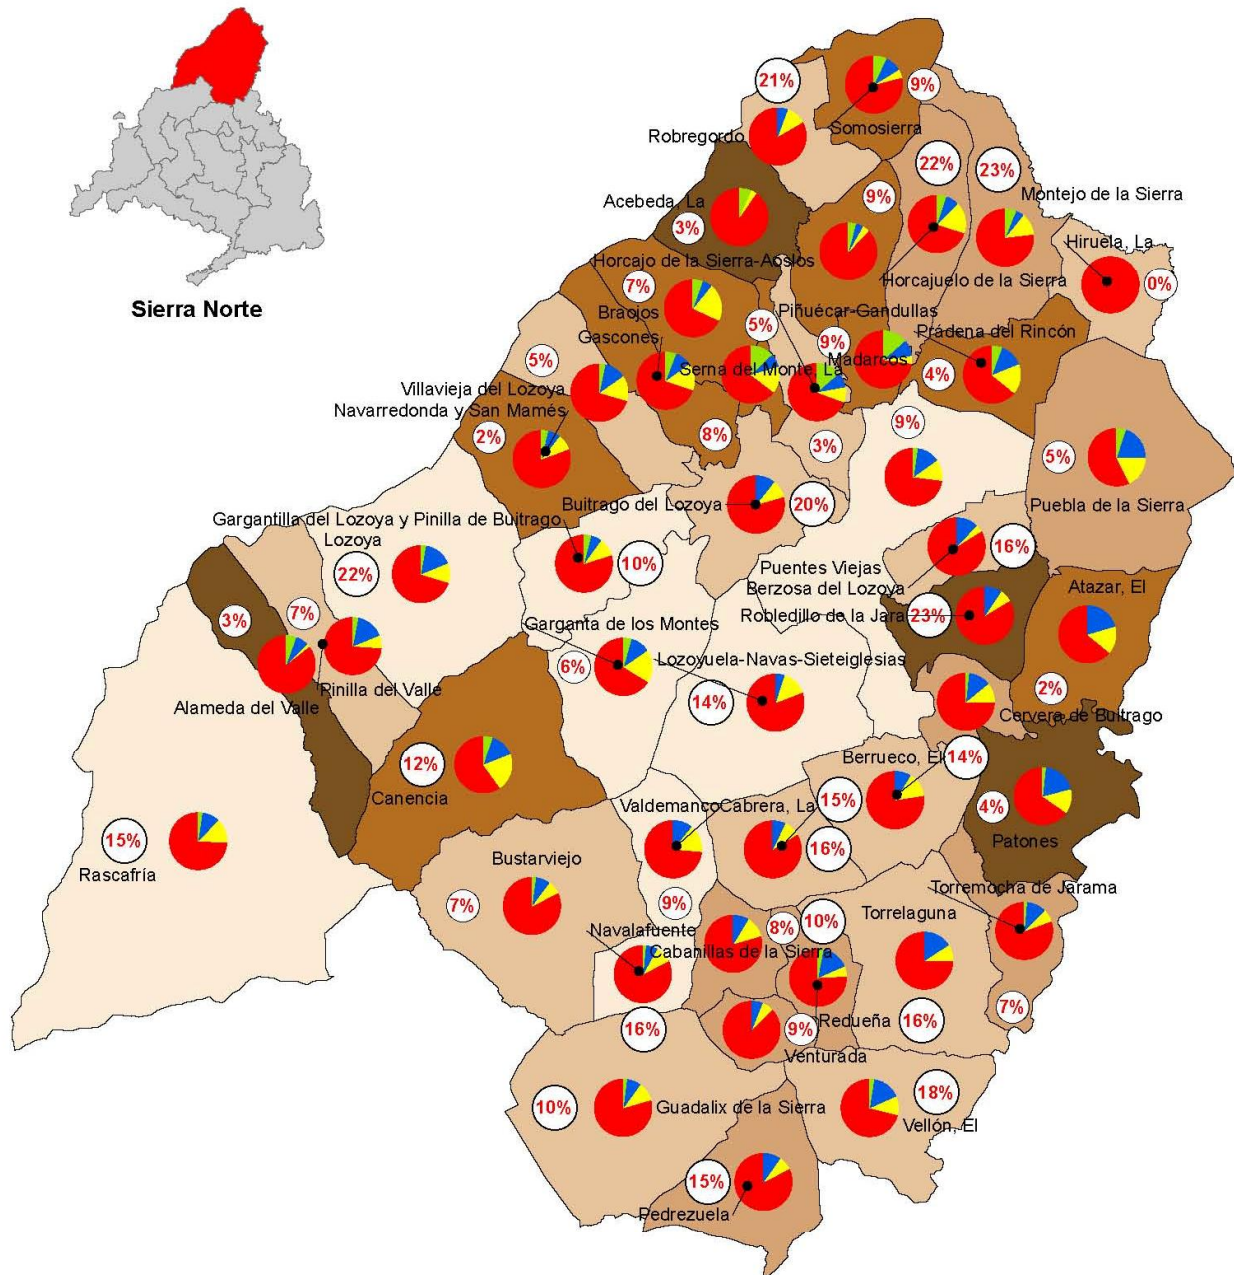 Sierra Norte
21%
9%
Somosierra
Robregordo
22%
23%
9%
Montejo de la Sierra
Acebeda, La
3%
Hiruela, La
Horcajo de la Sierra-Aoslos
Horcajuelo de la Sierra
0%
7%
Piñuécar-Gandullas
Braojos
5%
Prádena del Rincón
Gascones
9%
Madarcos
5%
Serna del Monte, La
4%
Villavieja del Lozoya
Navarredonda y San Mamés
9%
2%
8%
3%
5%
Buitrago del Lozoya
20%
Puebla de la Sierra
Gargantilla del Lozoya y Pinilla de Buitrago
Lozoya
16%
22%
10%
Puentes Viejas
Berzosa del Lozoya
Atazar, El
Robledillo de la Jara
23%
3%
7%
Garganta de los Montes
6%
Lozoyuela-Navas-Sieteiglesias
Pinilla del Valle
14%
2%
Alameda del Valle
Cervera de Buitrago
Berrueco, El
14%
12%
Canencia
15%
4%
Valdemanco
Cabrera, La
15%
16%
Patones
Rascafría
Bustarviejo
Torremocha de Jarama
7%
9%
Torrelaguna
10%
Navalafuente
8%
Cabanillas de la Sierra
7%
16%
9%
Redueña
16%
Venturada
18%
10%
Guadalix de la Sierra
Vellón, El
15%
Pedrezuela